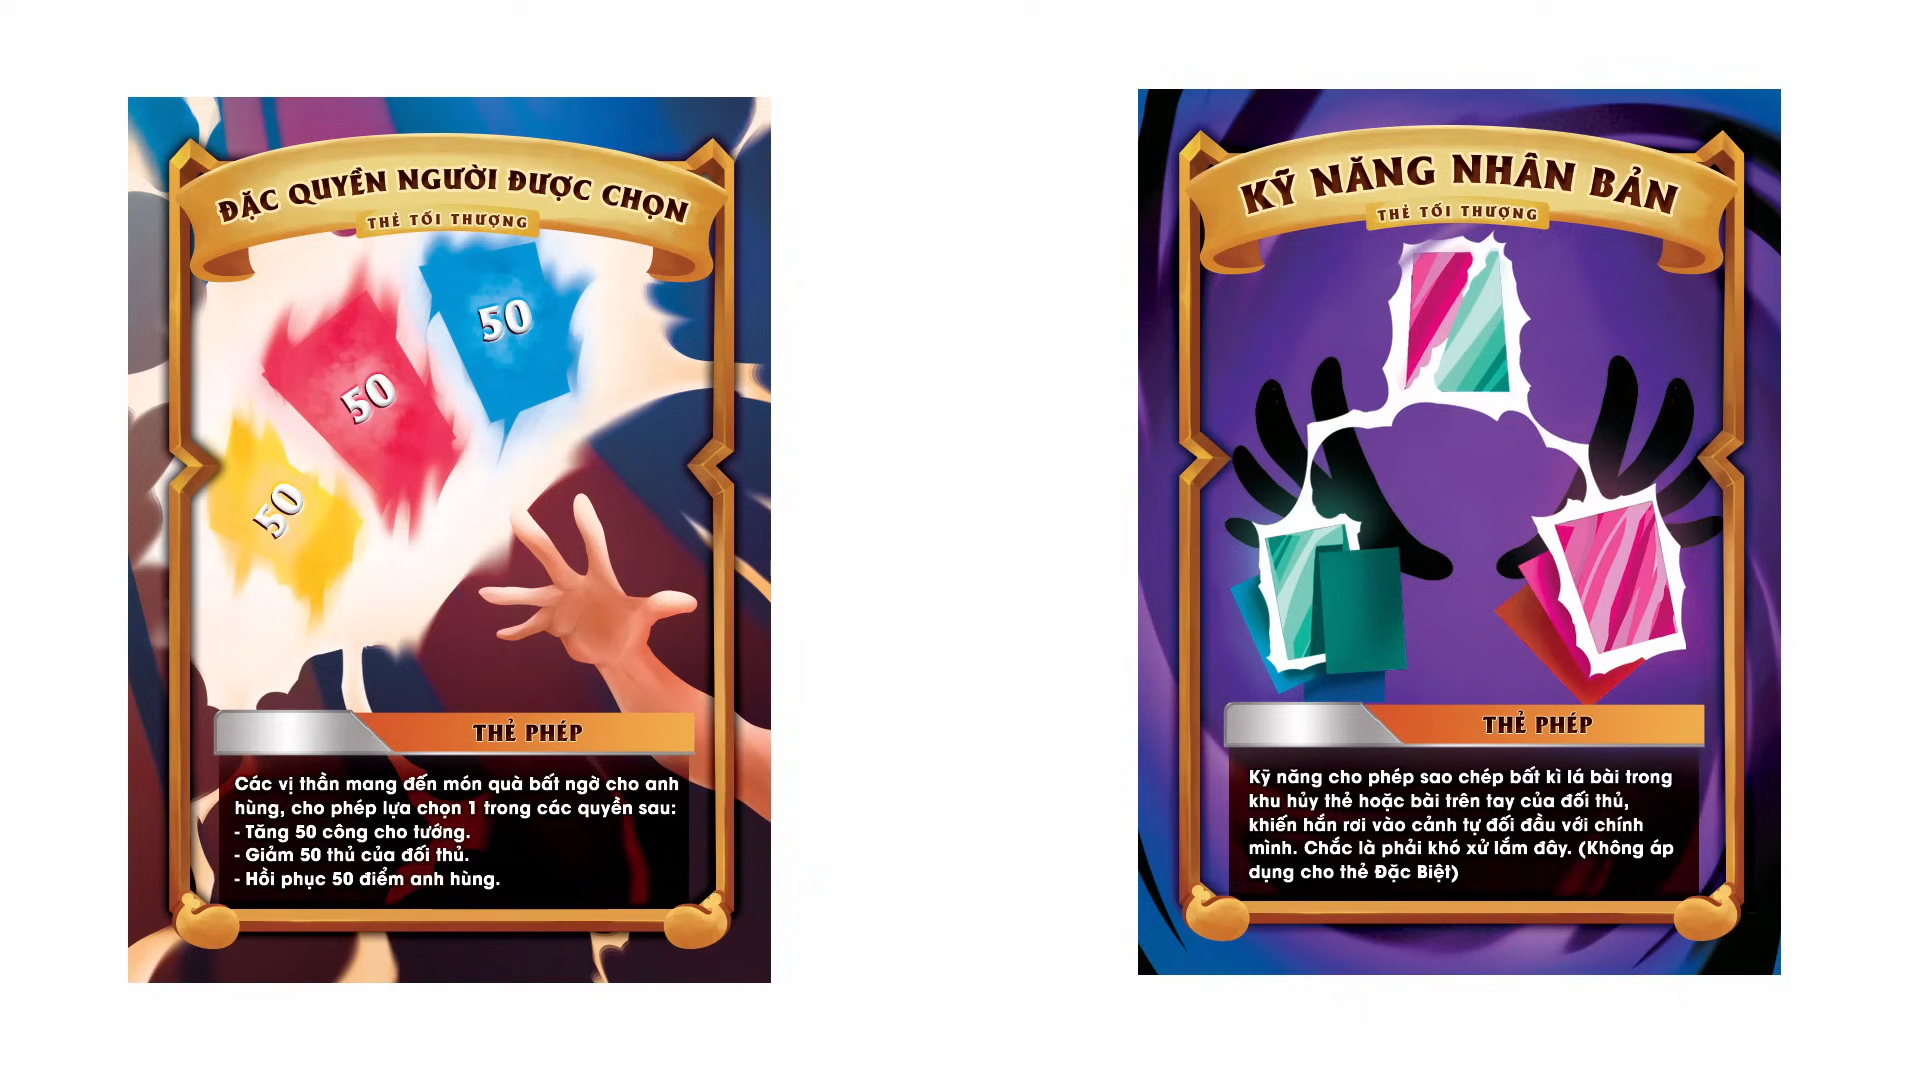 ĐẶC QUYỀN NGƯỜI ĐƯỢC CHỌN
THẺ TỐI THƯỢNG
50
50
50
THẺ PHÉP
Các vị thần mang đến món quà bất ngờ cho anh
hùng, cho phép lựa chọn 1 trong các quyền sau:
- Tăng 50 công cho tướng.
- Giảm 50 thủ của đối thủ.
- Hồi phục 50 điểm anh hùng.
KỸ NĂNG NHÂN BẢN
THẺ TỐI THƯỢNG
THẺ PHÉP
Kỹ năng cho phép sao chép bất kì lá bài trong
khu hủy thẻ hoặc bài trên tay của đối thủ,
khiến hắn rơi vào cảnh tự đối đầu với chính
mình. Chắc là phải khó xử lắm đây. (Không áp
dụng cho thẻ Đặc Biệt)